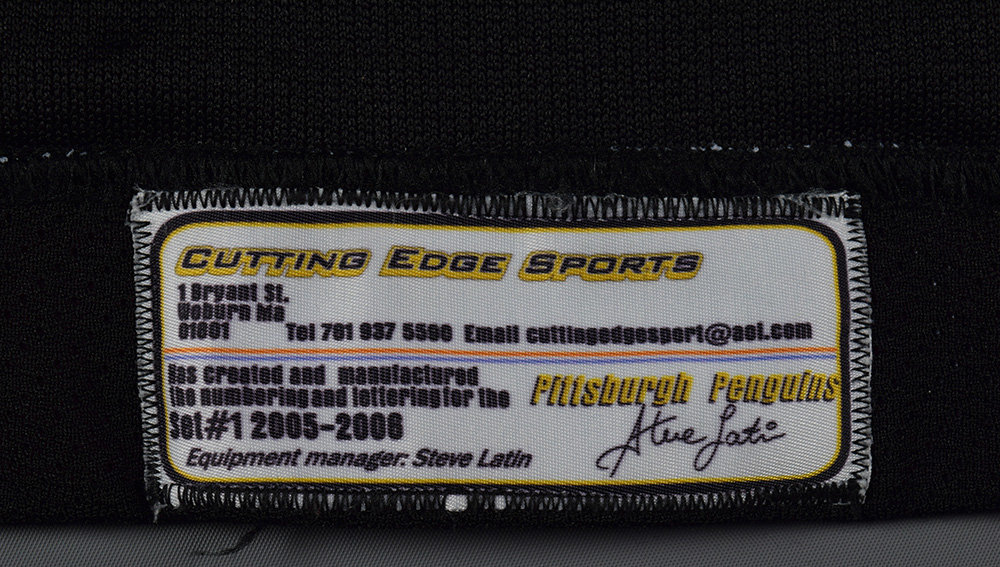 CUTTING EDGE SPORTS
1 Bryant St.
Woburn Ma
01801 Tel 781 937 5500 Email cuttingedgesport@aol.com
Has created and manufactured
the numbering and lettering for the
Pittsburgh Penguins
Set#1 2005-2006
Steve Latin
Equipment manager: Steve Latin